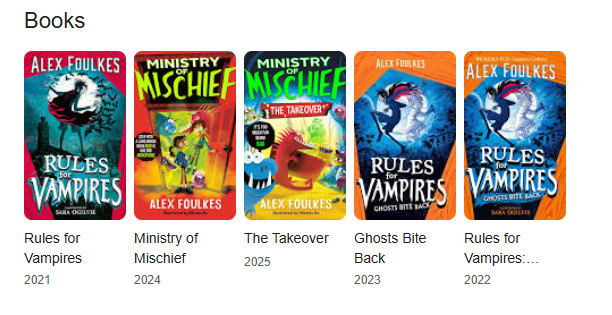 Books
ALEX FOULKES
RULES
for
VAMPIRES
SARA OGILVIE
MINISTRY
OF
MISCHIEF
ALEX FOULKES
MINISTRY
OF
MISCHIEF
THE TAKEOVER
IT'S TOO
BAD
ALEX FOULKES
ALEX FOULKES
RULES
for
VAMPIRES
GHOSTS BITE BACK
ALEX FOULKES
RULES
for
VAMPIRES
GHOSTS BITE BACK
SARA OGILVIE
Rules for
Vampires
2021
Ministry of
Mischief
2024
The Takeover
2025
Ghosts Bite
Back
2023
Rules for
Vampires:...
2022